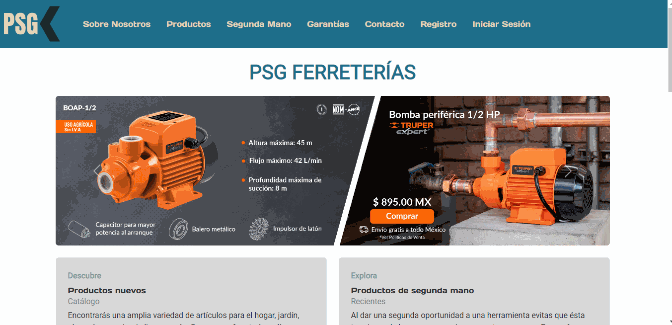 PSG
Sobre Nosotros Productos Segunda Mano Garantías Contacto Registro Iniciar Sesión
PSG FERRETERÍAS
BOAP-1/2
USO AGRÍCOLA
Altura máxima: 45 m
Flujo máximo: 42 L/min
Profundidad máxima de
succión: 8 m
Capacitor para mayor
potencia al arranque
Balero metálico
Impulsor de latón
Bomba periférica 1/2 HP
TRUPER
expert
$ 895.00 MX
Comprar
Envío gratis a todo México
Descubre
Productos nuevos
Catálogo
Encontrarás una amplia variedad de artículos para el hogar, jardín,
Explora
Productos de segunda mano
Recientes
Al dar una segunda oportunidad a una herramienta evitas que ésta